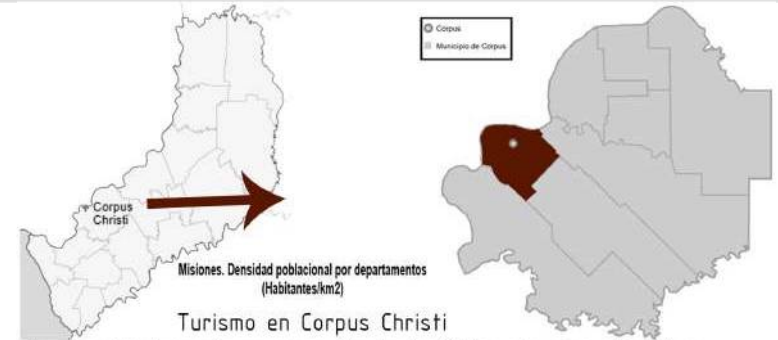 Corpus
Municipio de Corpus
Corpus
Christi
Misiones. Densidad poblacional por departamentos
(Habitantes/km2)
Turismo en Corpus Christi